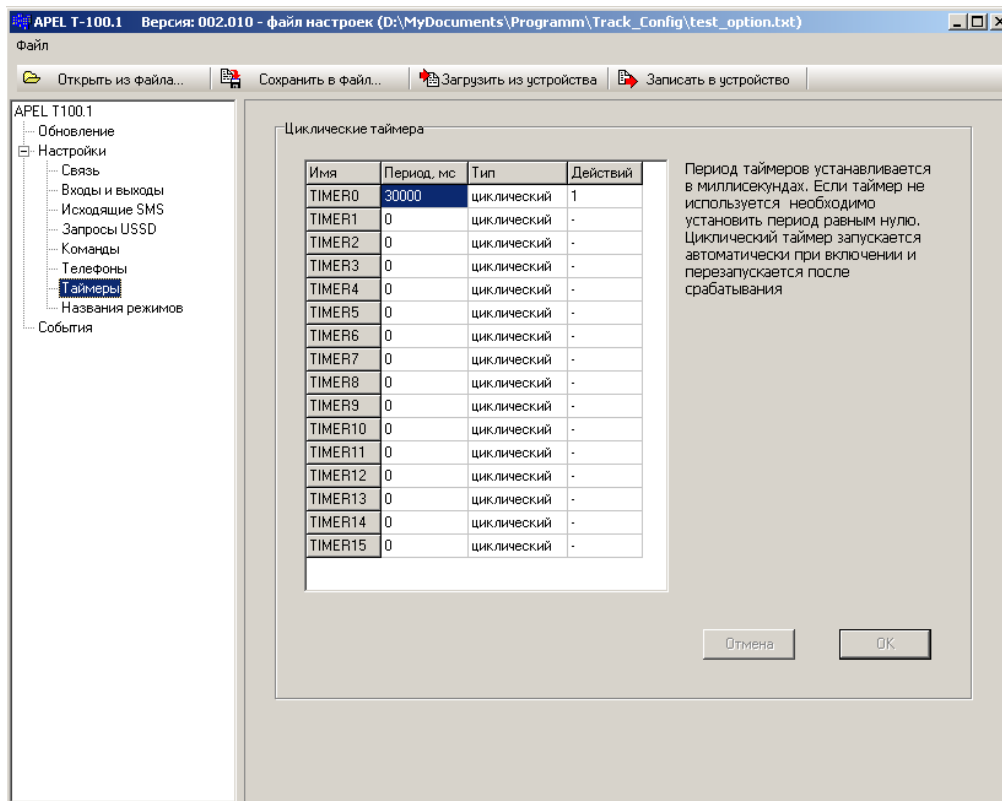 APEL T-100.1 Версия: 002.010 - файл настроек (D:\MyDocuments\Programm\Track_Config\test_option.txt)
Файл
Открыть из файла... Сохранить в файл... Загрузить из устройства Записать в устройство
APEL T100.1
Обновление
Настройки
Связь
Входы и выходы
Исходящие SMS
Запросы USSD
Команды
Телефоны
Таймеры
Названия режимов
События
Циклические таймера
Имя Период, мс Тип Действий
TIMER0 30000 циклический 1
TIMER1 0 циклический -
TIMER2 0 циклический -
TIMER3 0 циклический -
TIMER4 0 циклический -
TIMER5 0 циклический -
TIMER6 0 циклический -
TIMER7 0 циклический -
TIMER8 0 циклический -
TIMER9 0 циклический -
TIMER10 0 циклический -
TIMER11 0 циклический -
TIMER12 0 циклический -
TIMER13 0 циклический -
TIMER14 0 циклический -
TIMER15 0 циклический -
Период таймеров устанавливается
в миллисекундах. Если таймер не
используется необходимо
установить период равным нулю.
Циклический таймер запускается
автоматически при включении и
перезапускается после
срабатывания
Отмена OK